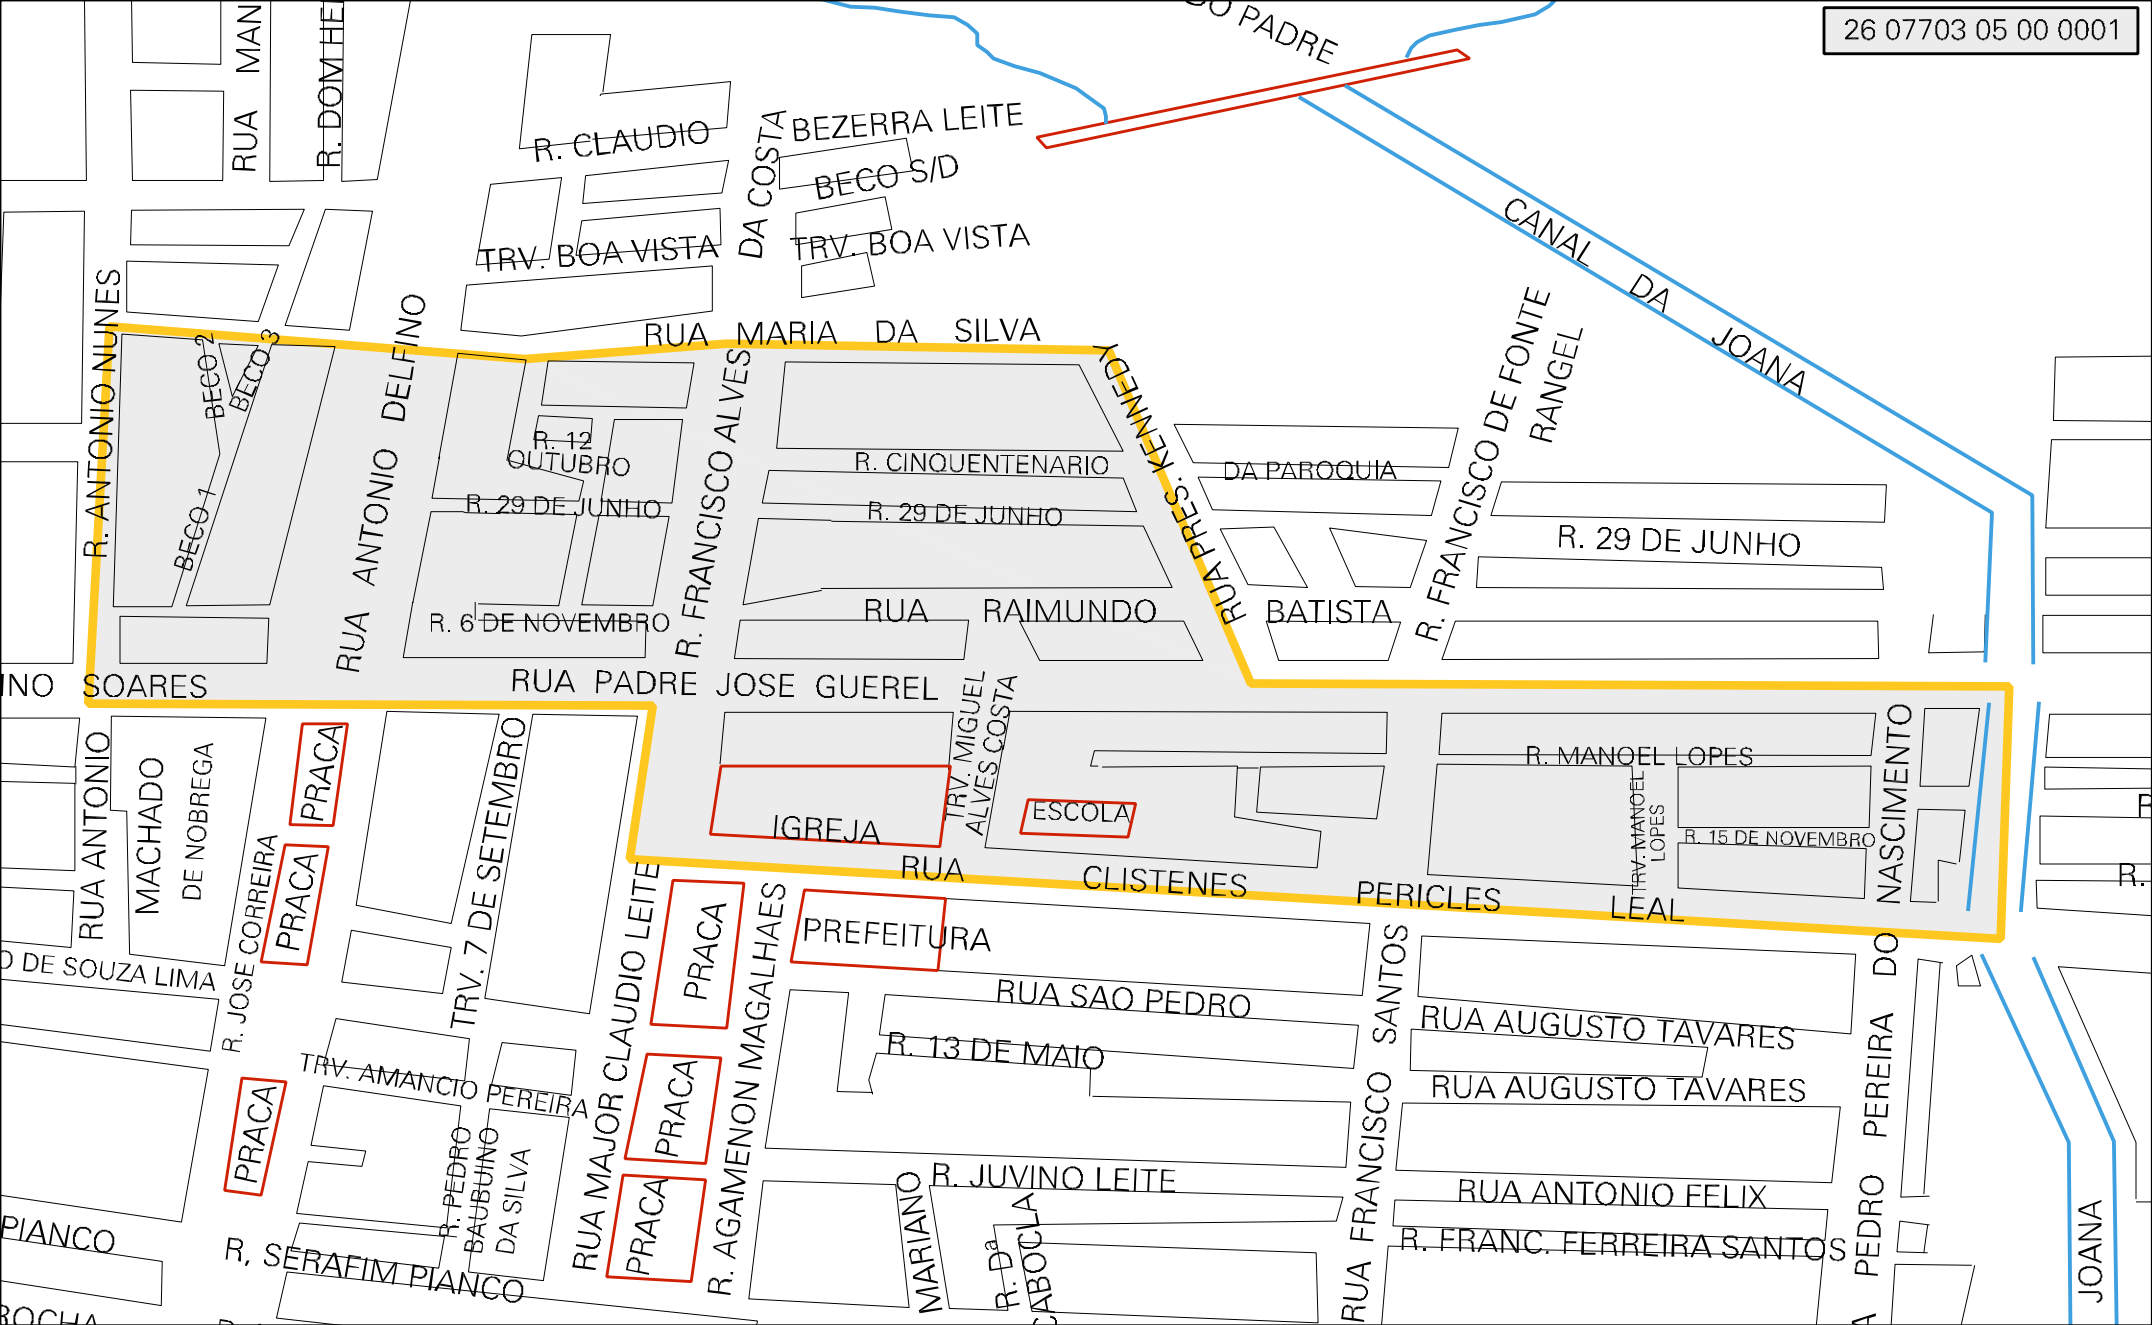 DO PADRE
26 07703 05 00 0001
RUA MAN
R. DOM HE
R. CLAUDIO
DA COSTA
BEZERRA LEITE
BECO S/D
TRV. BOA VISTA
TRV. BOA VISTA
CANAL DA JOANA
R. ANTONIO NUNES
BECO 2
BECO 3
BECO 1
RUA ANTONIO DELFINO
RUA MARIA DA SILVA
R. FRANCISCO ALVES
RUA PRES. KENNEDY
R. FRANCISCO DE FONTE
RANGEL
R. 12
OUTUBRO
R. CINQUENTENARIO
DA PAROQUIA
R. 29 DE JUNHO
R. 29 DE JUNHO
R. 29 DE JUNHO
R. 6 DE NOVEMBRO
RUA RAIMUNDO BATISTA
INO SOARES
RUA PADRE JOSE GUEREL
TRV. MIGUEL
ALVES COSTA
RUA ANTONIO
MACHADO
DE NOBREGA
PRACA
TRV. 7 DE SETEMBRO
IGREJA
ESCOLA
R. MANOEL LOPES
TRV. MANOEL
LOPES
R. 15 DE NOVEMBRO
RUA PEDRO PEREIRA DO NASCIMENTO
R
R.
R. JOSE CORREIRA
PRACA
RUA CLISTENES PERICLES LEAL
RUA MAJOR CLAUDIO LEITE
PRACA
R. AGAMENON MAGALHAES
PREFEITURA
O DE SOUZA LIMA
RUA SAO PEDRO
RUA FRANCISCO SANTOS
RUA AUGUSTO TAVARES
R. 13 DE MAIO
RUA AUGUSTO TAVARES
TRV. AMANCIO PEREIRA
PRACA
PRACA
R. PEDRO
BAUBUINO
DA SILVA
PRACA
R. JUVINO LEITE
RUA ANTONIO FELIX
R. FRANC. FERREIRA SANTOS
PIANCO
R, SERAFIM PIANCO
MARIANO
R. Dª
CABOCLA
JOANA
ROCHA